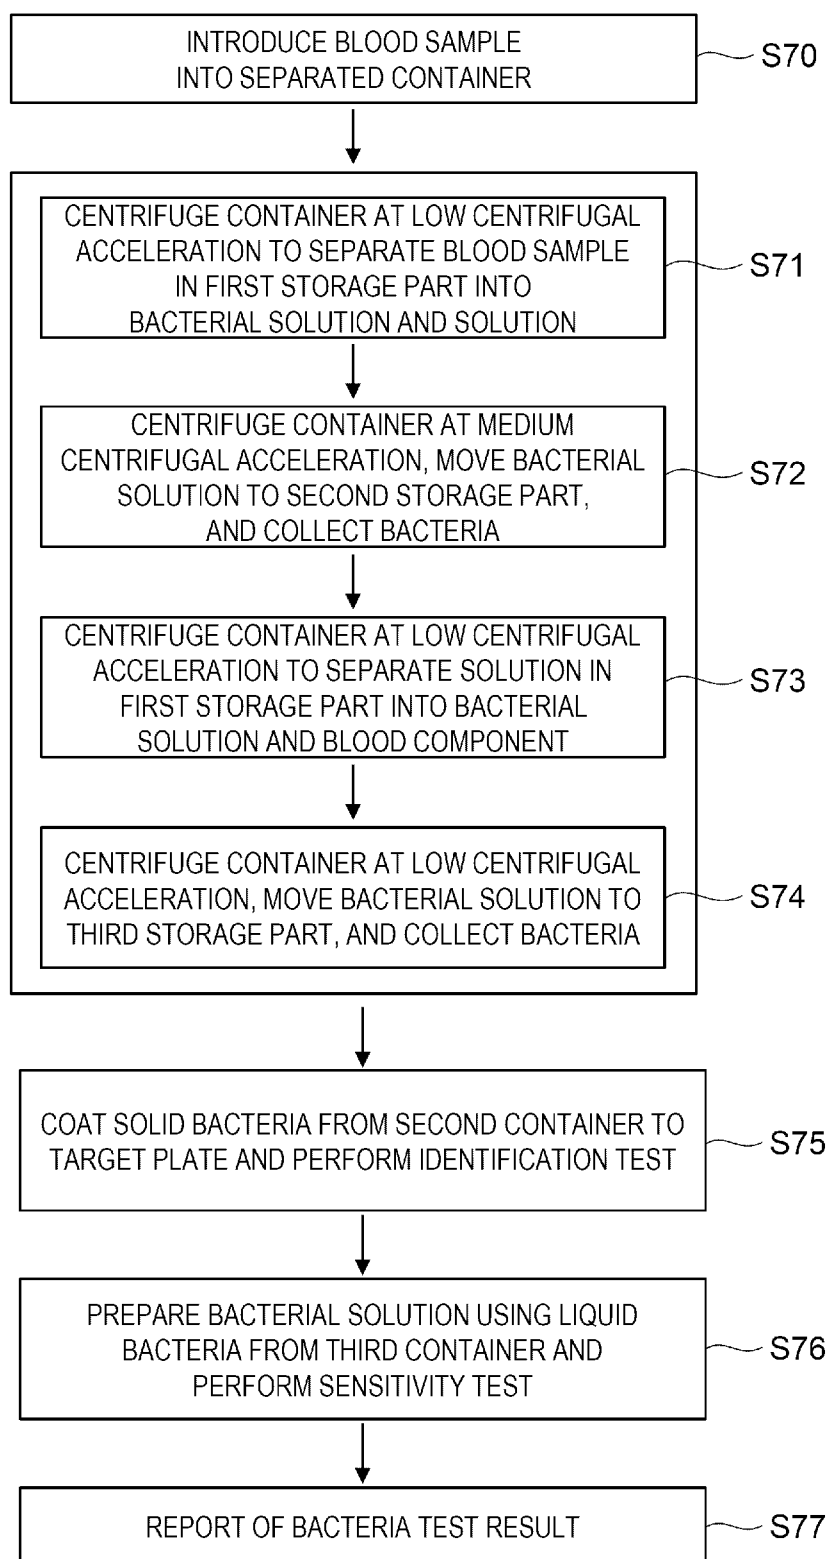 INTRODUCE BLOOD SAMPLE
INTO SEPARATED CONTAINER
S70
CENTRIFUGE CONTAINER AT LOW CENTRIFUGAL
ACCELERATION TO SEPARATE BLOOD SAMPLE
IN FIRST STORAGE PART INTO
BACTERIAL SOLUTION AND SOLUTION
S71
CENTRIFUGE CONTAINER AT MEDIUM
CENTRIFUGAL ACCELERATION, MOVE BACTERIAL
SOLUTION TO SECOND STORAGE PART,
AND COLLECT BACTERIA
S72
CENTRIFUGE CONTAINER AT LOW CENTRIFUGAL
ACCELERATION TO SEPARATE SOLUTION IN
FIRST STORAGE PART INTO BACTERIAL
SOLUTION AND BLOOD COMPONENT
S73
CENTRIFUGE CONTAINER AT LOW CENTRIFUGAL
ACCELERATION, MOVE BACTERIAL SOLUTION TO
THIRD STORAGE PART, AND COLLECT BACTERIA
S74
COAT SOLID BACTERIA FROM SECOND CONTAINER TO
TARGET PLATE AND PERFORM IDENTIFICATION TEST
S75
PREPARE BACTERIAL SOLUTION USING LIQUID
BACTERIA FROM THIRD CONTAINER AND
PERFORM SENSITIVITY TEST
S76
REPORT OF BACTERIA TEST RESULT
S77